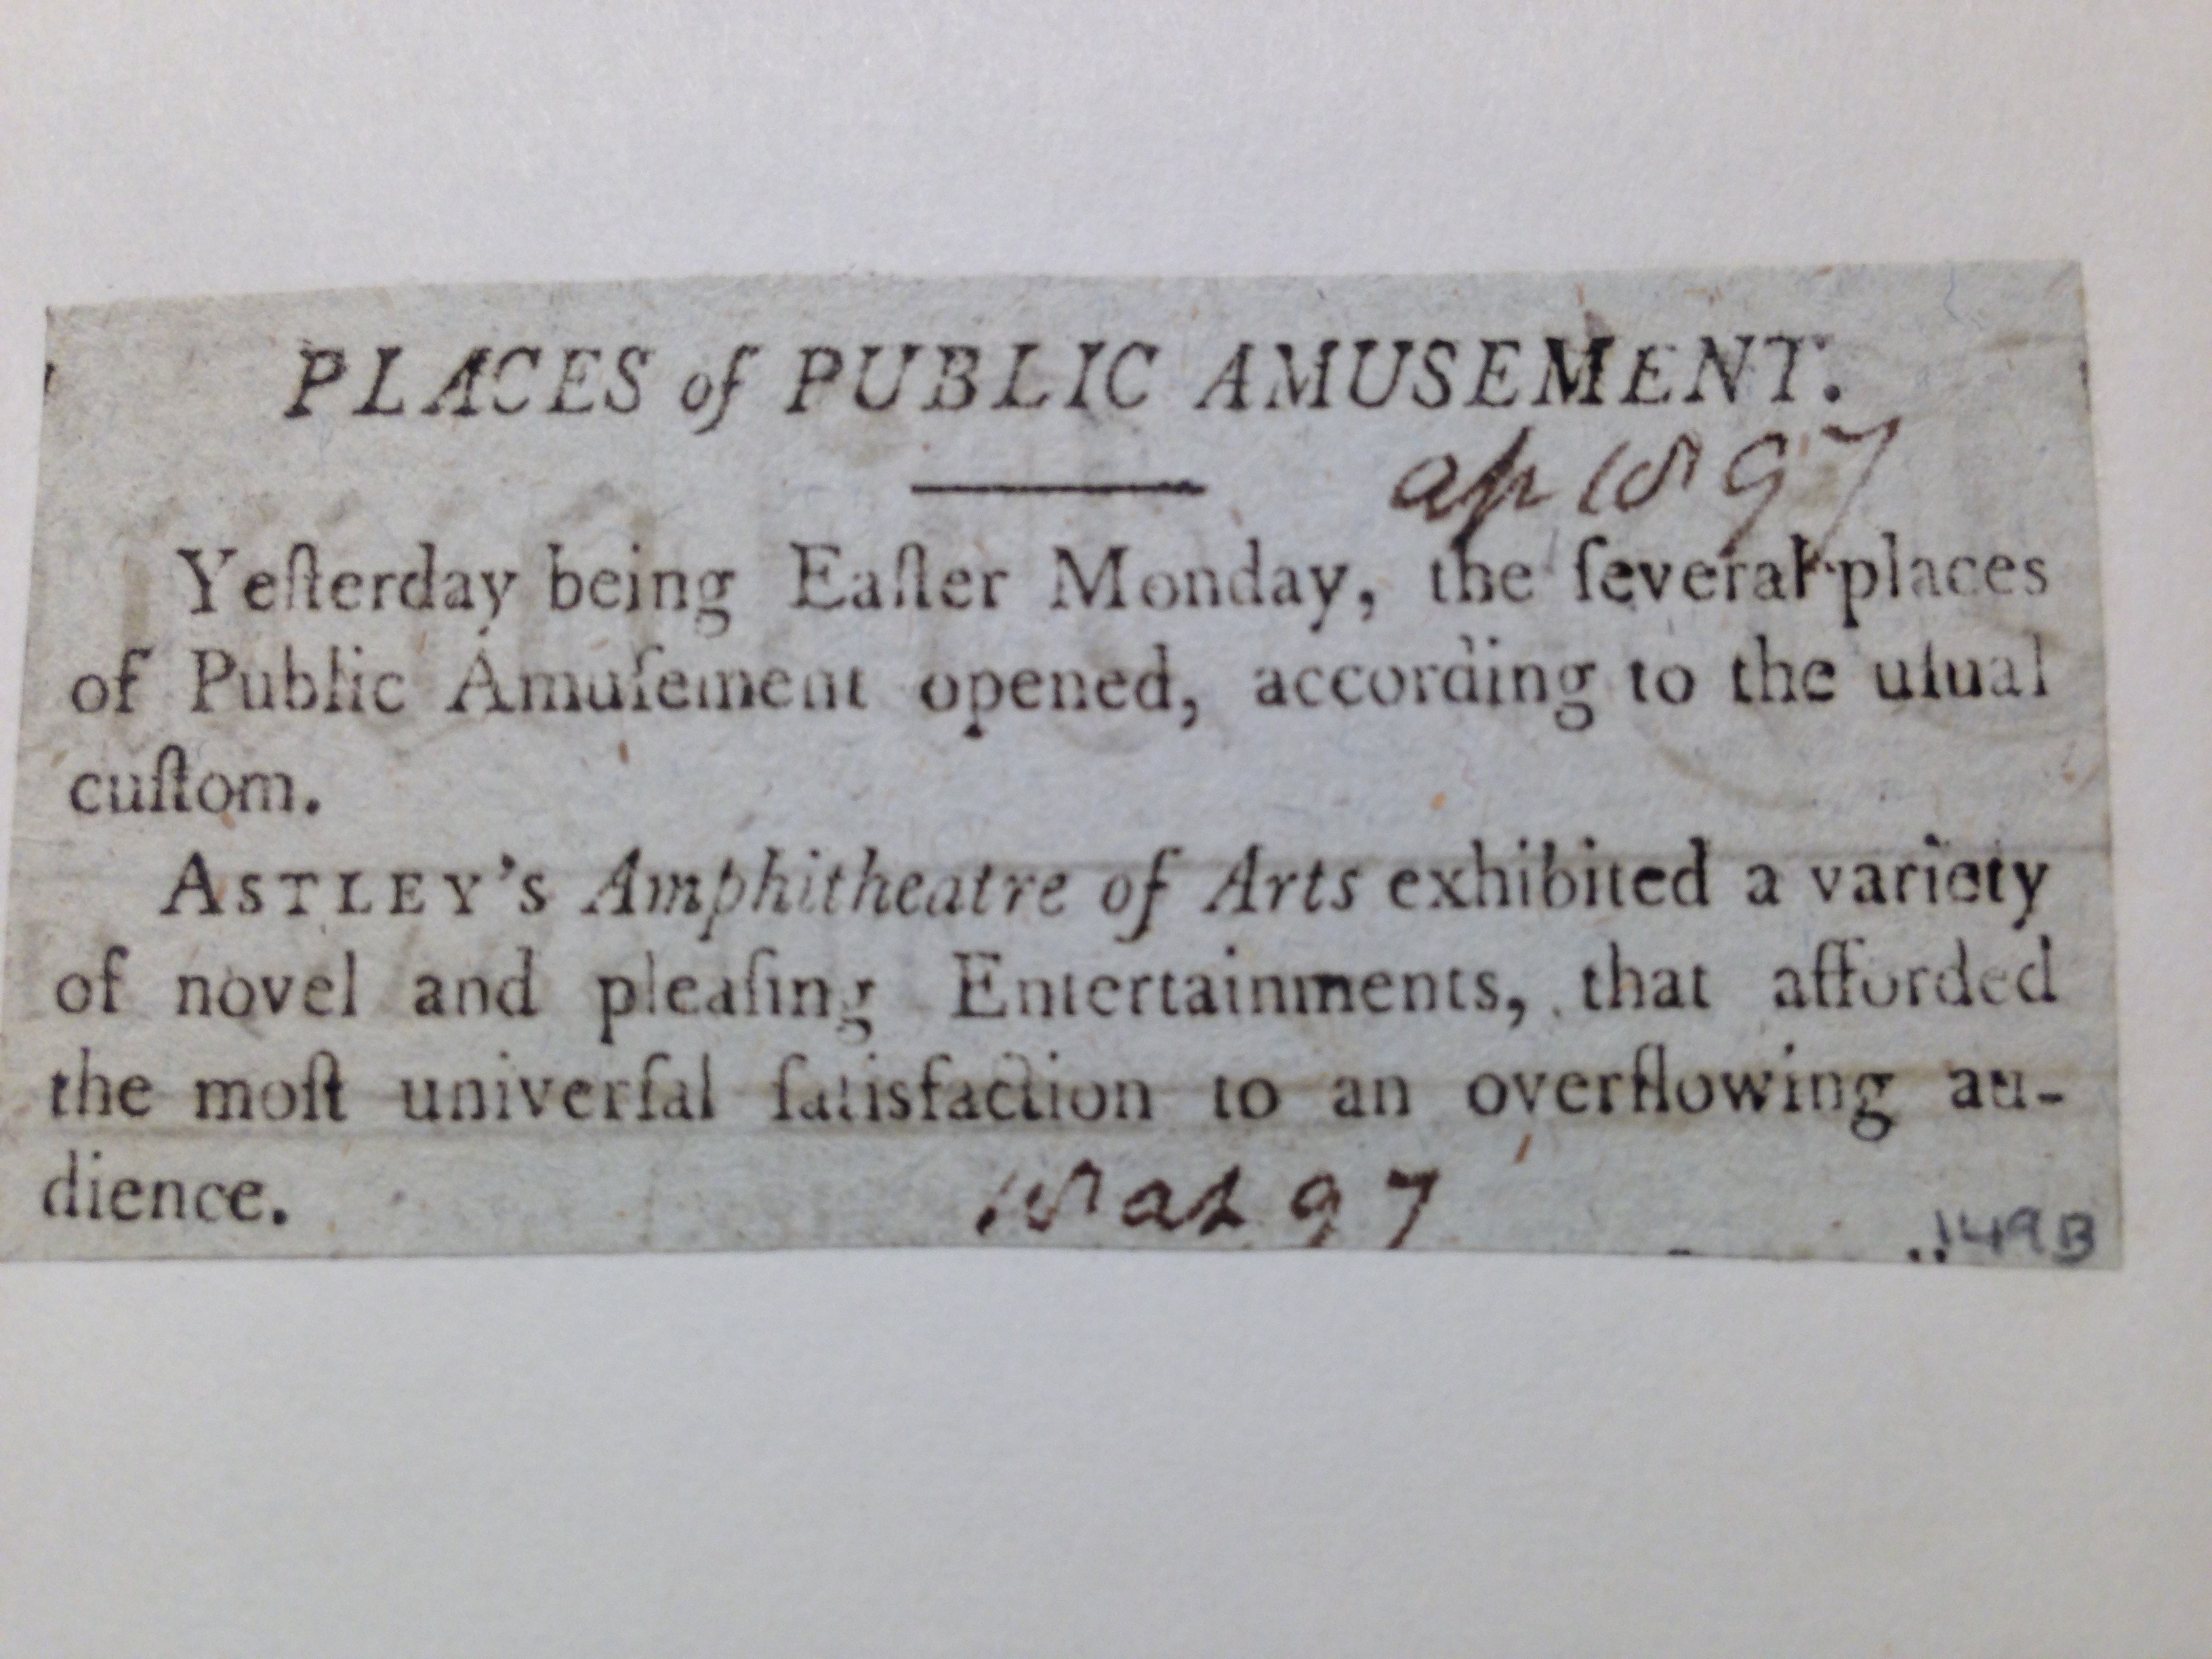 PLACES of PUBLIC AMUSEMENT.
ap 18 97
Yeſterday being Eaſter Monday, the ſeveral places
of Public Amuſement opened, according to the uſual
cuſtom.
ASTLEY'S Amphitheatre of Arts exhibited a variety
of novel and pleaſing Entertainments, that afforded
the moſt univerſal ſatisfaction to an overflowing au-
dience.
18 ap 97
149B